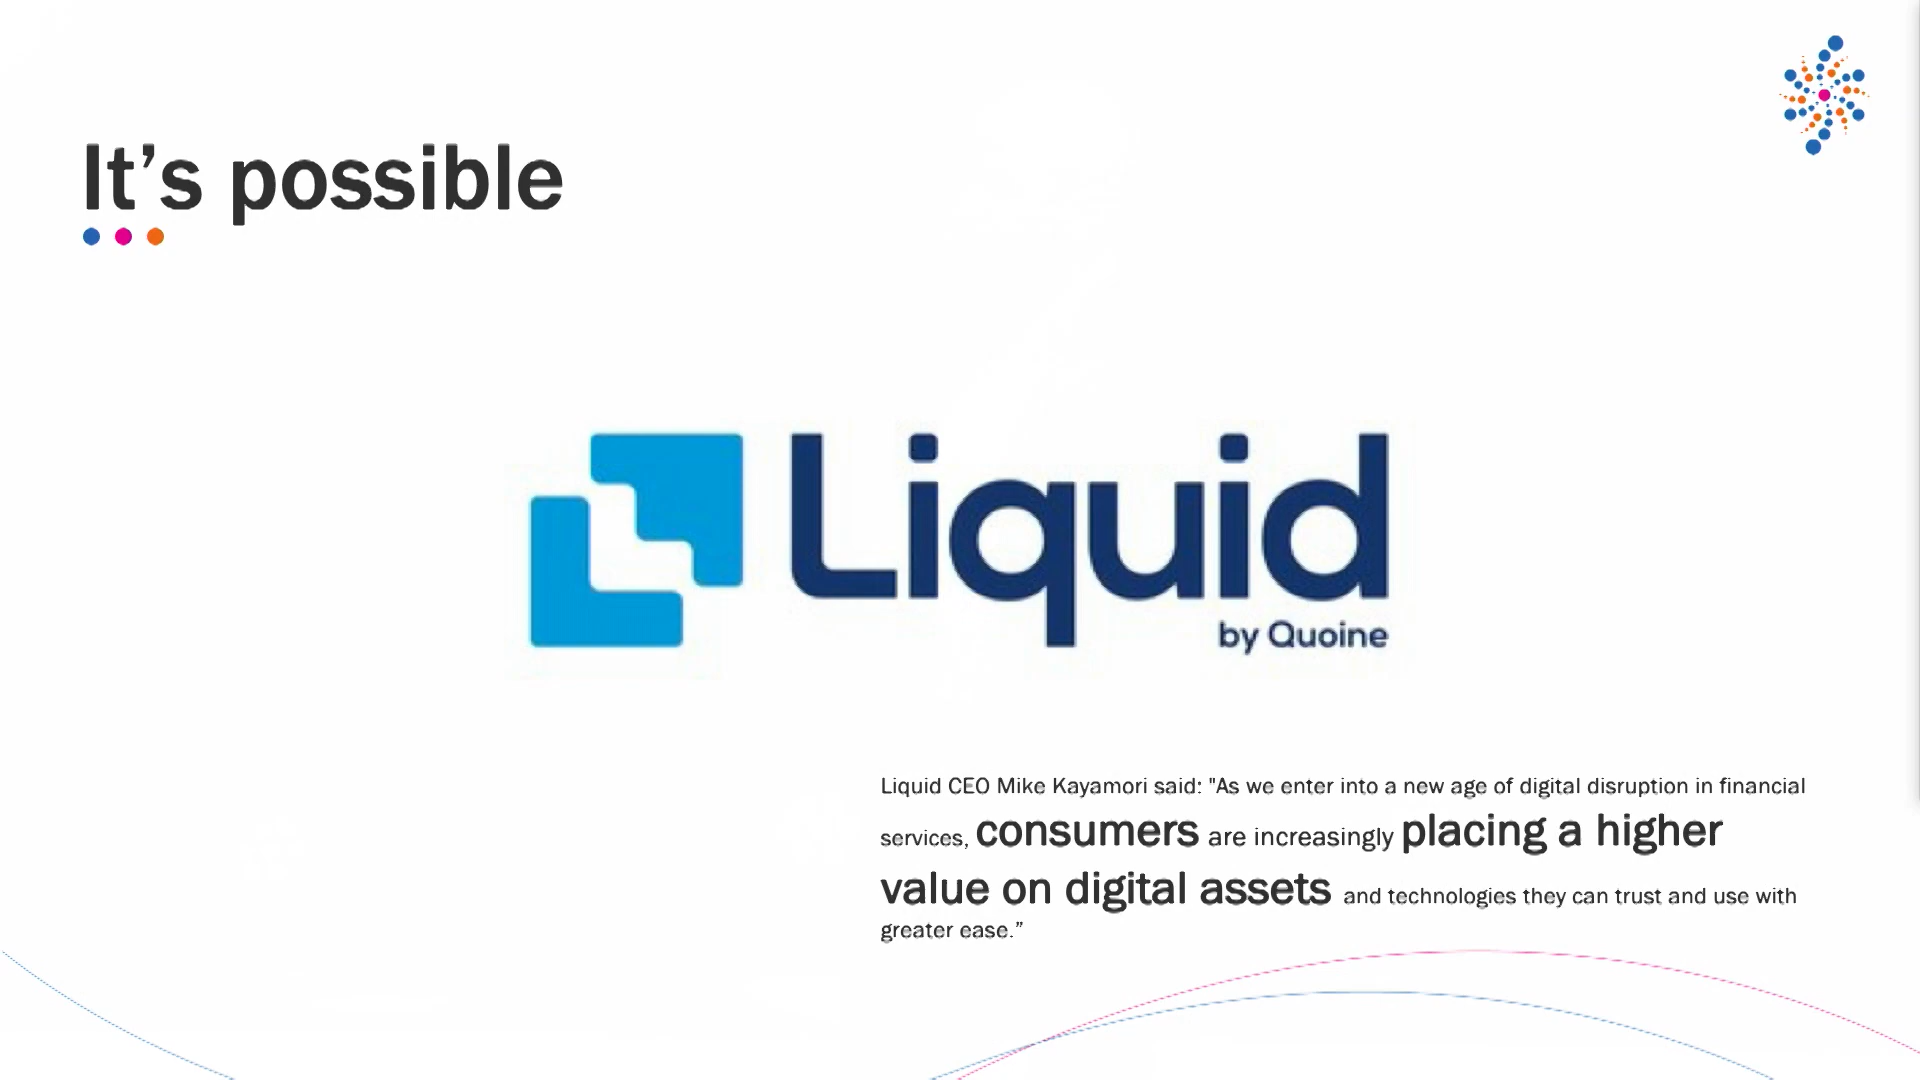 It’s possible
Liquid
by Quoine
Liquid CEO Mike Kayamori said: "As we enter into a new age of digital disruption in financial
services, consumers are increasingly placing a higher
value on digital assets and technologies they can trust and use with
greater ease.”